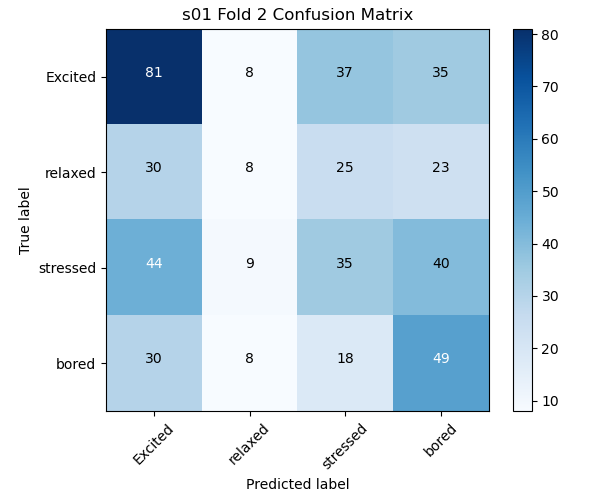 s01 Fold 2 Confusion Matrix
Excited 81 8 37 35
relaxed 30 8 25 23
stressed 44 9 35 40
bored 30 8 18 49
Excited relaxed stressed bored
Predicted label
True label
80
70
60
50
40
30
20
10